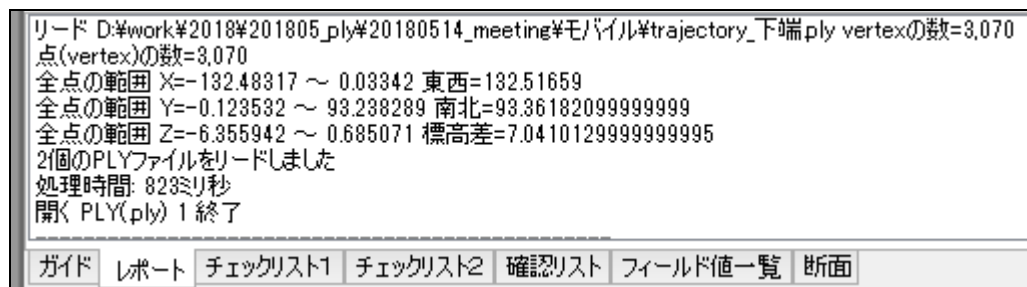 リード D:¥work¥2018¥201805_ply¥20180514_meeting¥モバイル¥trajectory_下端.ply vertexの数=3,070
点(vertex)の数=3,070
全点の範囲 X=-132.48317 ～ 0.03342 東西=132.51659
全点の範囲 Y=-0.123532 ～ 93.238289 南北=93.36182099999999
全点の範囲 Z=-6.355942 ～ 0.685071 標高差=7.0410129999999995
2個のPLYファイルをリードしました
処理時間: 823ミリ秒
開く PLY(.ply) 1 終了
--------------------------------------------------
ガイド レポート チェックリスト1 チェックリスト2 確認リスト フィールド値一覧 断面